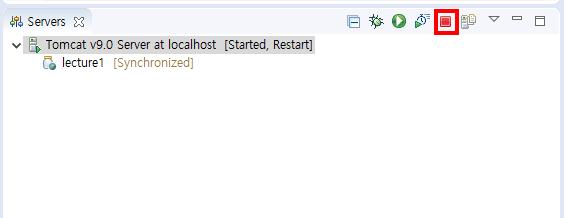 Servers
Tomcat v9.0 Server at localhost [Started, Restart]
lecture1 [Synchronized]